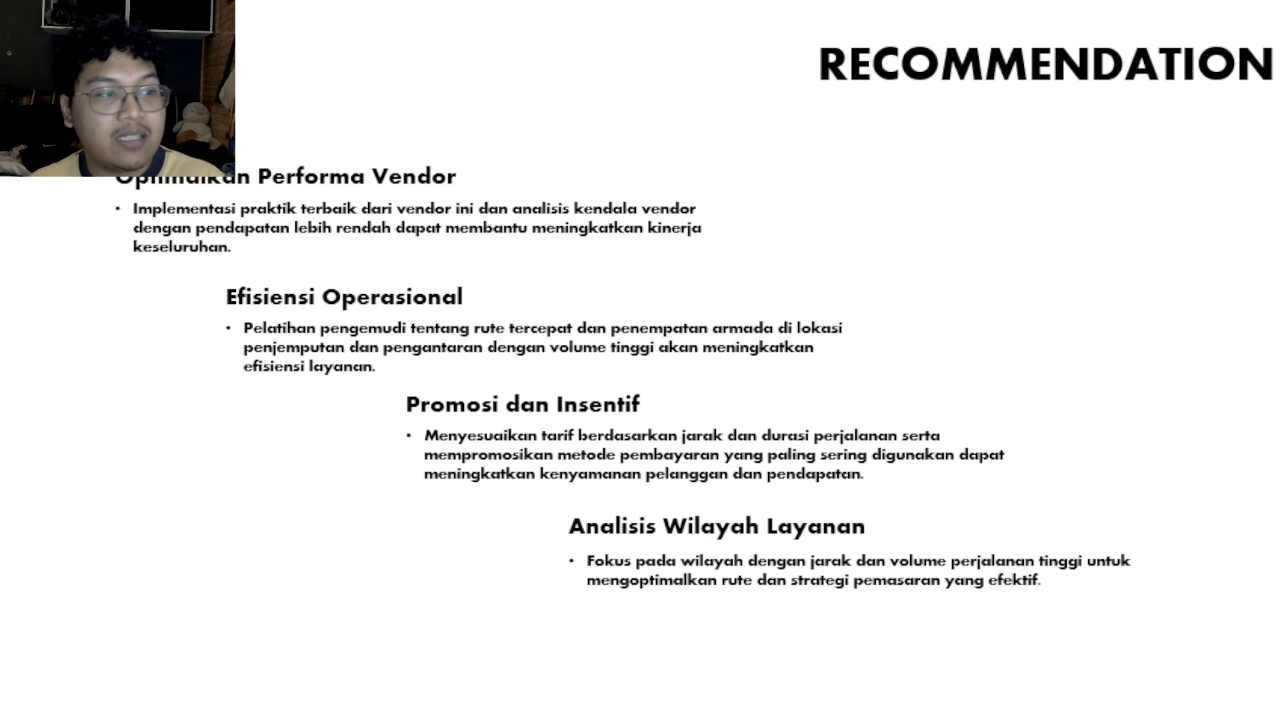 RECOMMENDATION
Optimalkan Performa Vendor
• Implementasi praktik terbaik dari vendor ini dan analisis kendala vendor
dengan pendapatan lebih rendah dapat membantu meningkatkan kinerja
keseluruhan.
Efisiensi Operasional
• Pelatihan pengemudi tentang rute tercepat dan penempatan armada di lokasi
penjemputan dan pengantaran dengan volume tinggi akan meningkatkan
efisiensi layanan.
Promosi dan Insentif
• Menyesuaikan tarif berdasarkan jarak dan durasi perjalanan serta
mempromosikan metode pembayaran yang paling sering digunakan dapat
meningkatkan kenyamanan pelanggan dan pendapatan.
Analisis Wilayah Layanan
• Fokus pada wilayah dengan jarak dan volume perjalanan tinggi untuk
mengoptimalkan rute dan strategi pemasaran yang efektif.